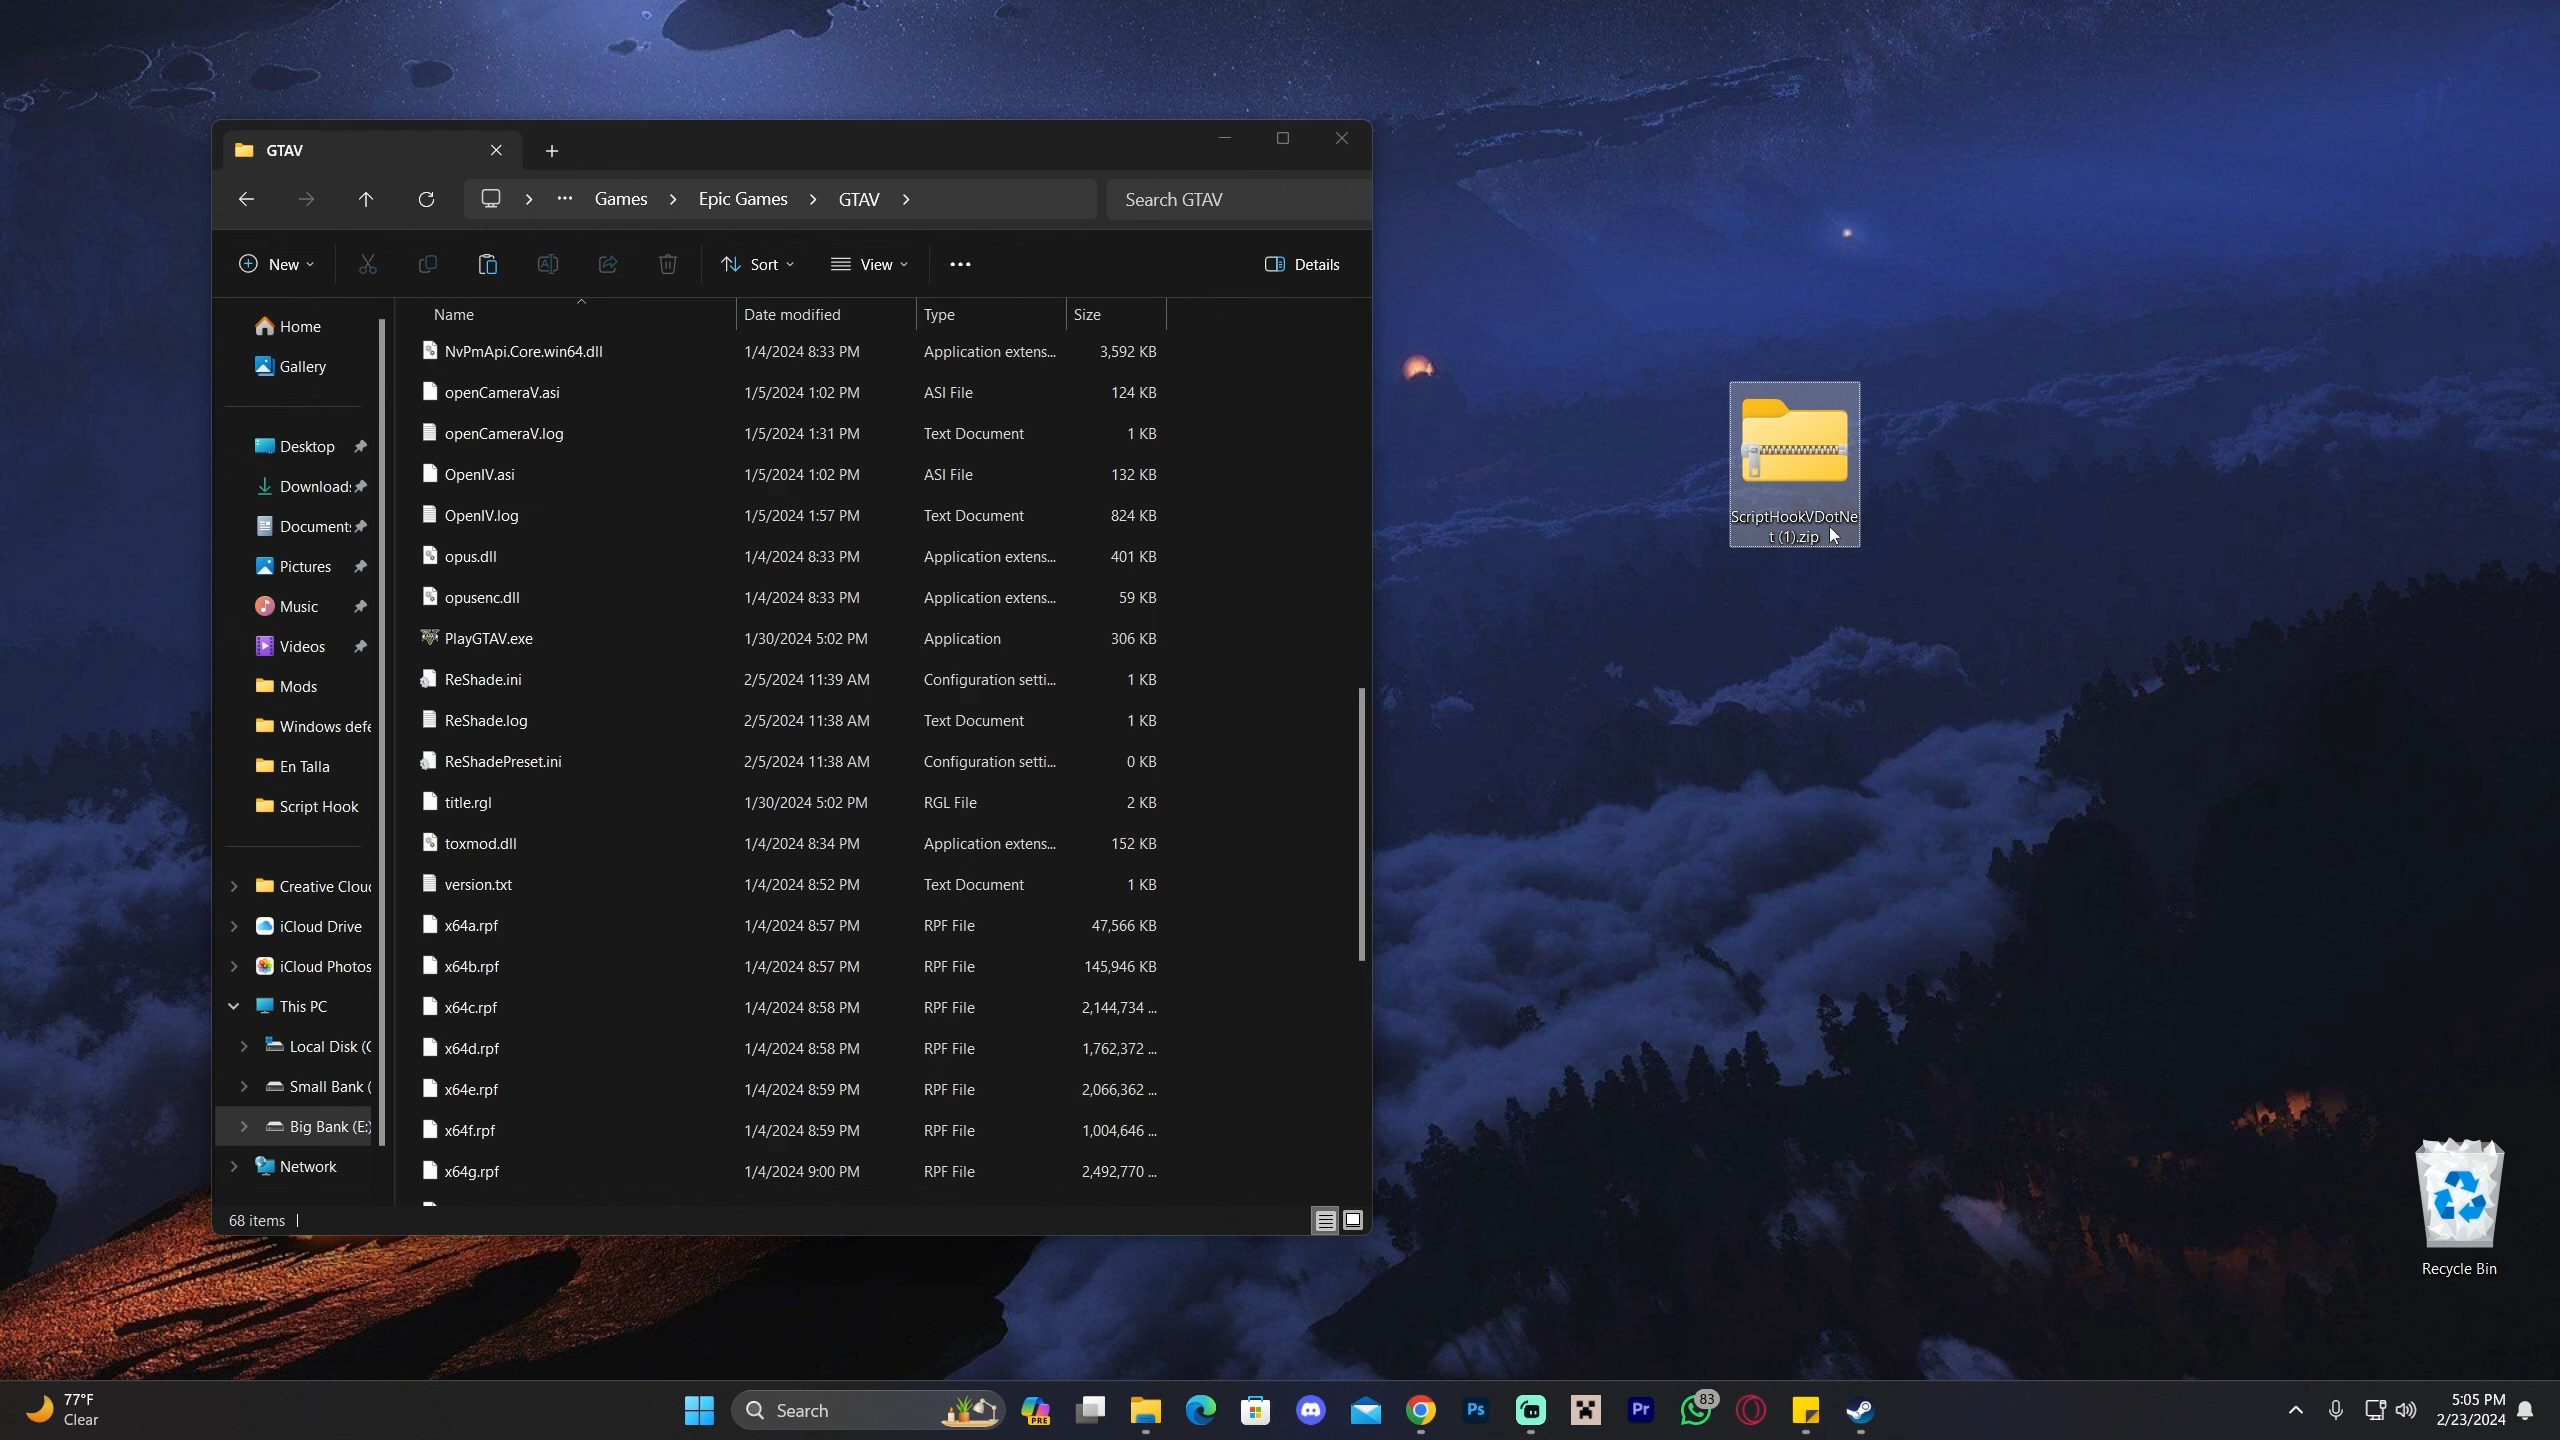 GTAV
Games
Epic Games
GTAV
Search GTAV
New
Sort
View
Details
Name
Date modified
Type
Size
Home
Gallery
Desktop
Download
Document
Pictures
Music
Videos
Mods
Windows defe
En Talla
Script Hook
Creative Clou
iCloud Drive
iCloud Photos
This PC
Local Disk (C
Small Bank (
Big Bank (E:)
Network
NvPmApi.Core.win64.dll 1/4/2024 8:33 PM Application extens... 3,592 KB
openCameraV.asi 1/5/2024 1:02 PM ASI File 124 KB
openCameraV.log 1/5/2024 1:31 PM Text Document 1 KB
OpenIV.asi 1/5/2024 1:02 PM ASI File 132 KB
OpenIV.log 1/5/2024 1:57 PM Text Document 824 KB
opus.dll 1/4/2024 8:33 PM Application extens... 401 KB
opusenc.dll 1/4/2024 8:33 PM Application extens... 59 KB
PlayGTAV.exe 1/30/2024 5:02 PM Application 306 KB
ReShade.ini 2/5/2024 11:39 AM Configuration setti... 1 KB
ReShade.log 2/5/2024 11:38 AM Text Document 1 KB
ReShadePreset.ini 2/5/2024 11:38 AM Configuration setti... 0 KB
title.rgl 1/30/2024 5:02 PM RGL File 2 KB
toxmod.dll 1/4/2024 8:34 PM Application extens... 152 KB
version.txt 1/4/2024 8:52 PM Text Document 1 KB
x64a.rpf 1/4/2024 8:57 PM RPF File 47,566 KB
x64b.rpf 1/4/2024 8:57 PM RPF File 145,946 KB
x64c.rpf 1/4/2024 8:58 PM RPF File 2,144,734 ...
x64d.rpf 1/4/2024 8:58 PM RPF File 1,762,372 ...
x64e.rpf 1/4/2024 8:59 PM RPF File 2,066,362 ...
x64f.rpf 1/4/2024 8:59 PM RPF File 1,004,646 ...
x64g.rpf 1/4/2024 9:00 PM RPF File 2,492,770 ...
68 items
ScriptHookVDotNe
t (1).zip
Recycle Bin
77°F
Clear
Search
PRE
Ps
Pr
83
5:05 PM
2/23/2024